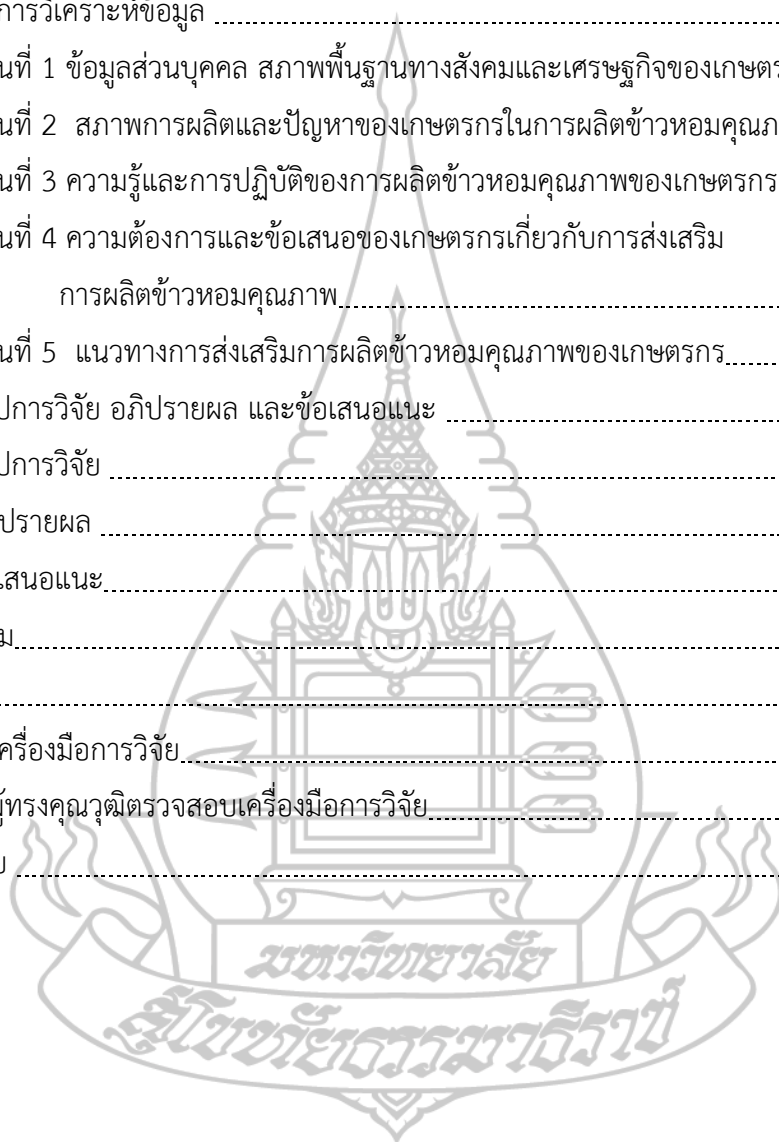 การวิเคราะห์ข้อมูล
นที่ 1 ข้อมูลส่วนบุคคล สภาพพื้นฐานทางสังคมและเศรษฐกิจของเกษตร
นที่ 2 สภาพการผลิตและปัญหาของเกษตรกรในการผลิตข้าวหอมคุณภ
นที่ 3 ความรู้และการปฏิบัติของการผลิตข้าวหอมคุณภาพของเกษตรกร
นที่ 4 ความต้องการและข้อเสนอของเกษตรกรเกี่ยวกับการส่งเสริม
การผลิตข้าวหอมคุณภาพ
นที่ 5 แนวทางการส่งเสริมการผลิตข้าวหอมคุณภาพของเกษตรกร
ปการวิจัย อภิปรายผล และข้อเสนอแนะ
ปการวิจัย
ปรายผล
เสนอแนะ
ม
ครื่องมือการวิจัย
ผู้ทรงคุณวุฒิตรวจสอบเครื่องมือการวิจัย
ย
มหาวิทยาลัย
สุโขทัยธรรมาธิราช